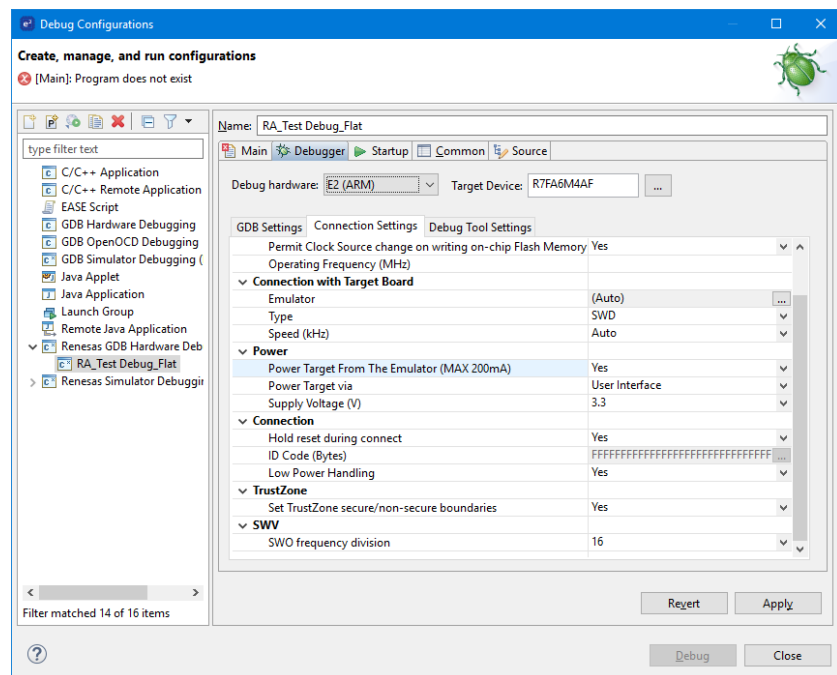 e² Debug Configurations
Create, manage, and run configurations
[Main]: Program does not exist
type filter text
C/C++ Application
C/C++ Remote Application
EASE Script
GDB Hardware Debugging
GDB OpenOCD Debugging
GDB Simulator Debugging (
Java Applet
Java Application
Launch Group
Remote Java Application
Renesas GDB Hardware Deb
RA_Test Debug_Flat
Renesas Simulator Debuggin
Filter matched 14 of 16 items
Name: RA_Test Debug_Flat
Main Debugger Startup Common Source
Debug hardware: E2 (ARM) Target Device: R7FA6M4AF ...
GDB Settings Connection Settings Debug Tool Settings
Permit Clock Source change on writing on-chip Flash Memory Yes
Operating Frequency (MHz)
Connection with Target Board
Emulator (Auto) ...
Type SWD
Speed (kHz) Auto
Power
Power Target From The Emulator (MAX 200mA) Yes
Power Target via User Interface
Supply Voltage (V) 3.3
Connection
Hold reset during connect Yes
ID Code (Bytes) FFFFFFFFFFFFFFFFFFFFFFFFFFFFFFFF ...
Low Power Handling Yes
TrustZone
Set TrustZone secure/non-secure boundaries Yes
SWV
SWO frequency division 16
Revert Apply
? Debug Close